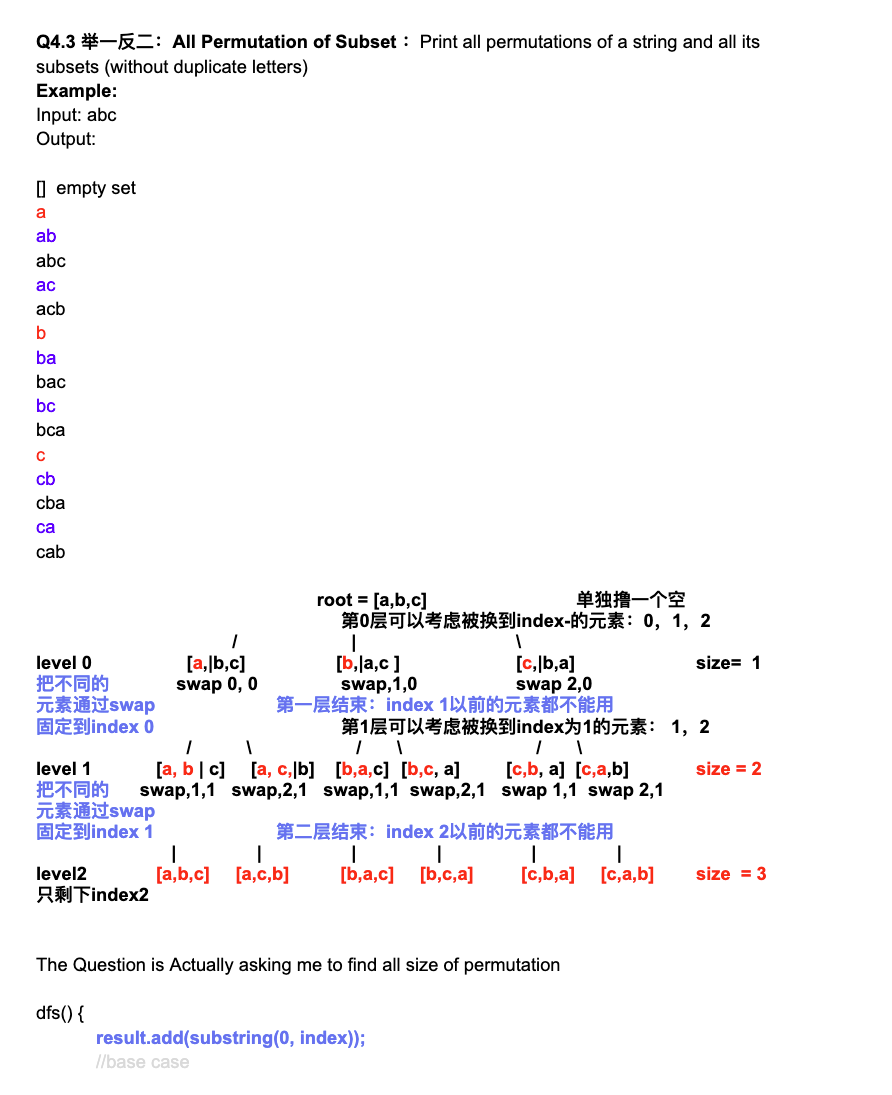 Q4.3 举一反二：All Permutation of Subset： Print all permutations of a string and all its
subsets (without duplicate letters)
Example:
Input: abc
Output:
[] empty set
a
ab
abc
ac
acb
b
ba
bac
bc
bca
c
cb
cba
ca
cab
root = [a,b,c] 单独撸一个空
第0层可以考虑被换到index-的元素：0，1，2
/ | \
level 0 [a,|b,c] [b,|a,c ] [c,|b,a] size= 1
把不同的 swap 0, 0 swap,1,0 swap 2,0
元素通过swap 第一层结束：index 1以前的元素都不能用
固定到index 0 第1层可以考虑被换到index为1的元素： 1，2
/ \ / \ / \
level 1 [a, b | c] [a, c,|b] [b,a,c] [b,c, a] [c,b, a] [c,a,b] size = 2
把不同的 swap,1,1 swap,2,1 swap,1,1 swap,2,1 swap 1,1 swap 2,1
元素通过swap
固定到index 1 第二层结束：index 2以前的元素都不能用
| | | | | |
level2 [a,b,c] [a,c,b] [b,a,c] [b,c,a] [c,b,a] [c,a,b] size = 3
只剩下index2
The Question is Actually asking me to find all size of permutation
dfs() {
result.add(substring(0, index));
//base case